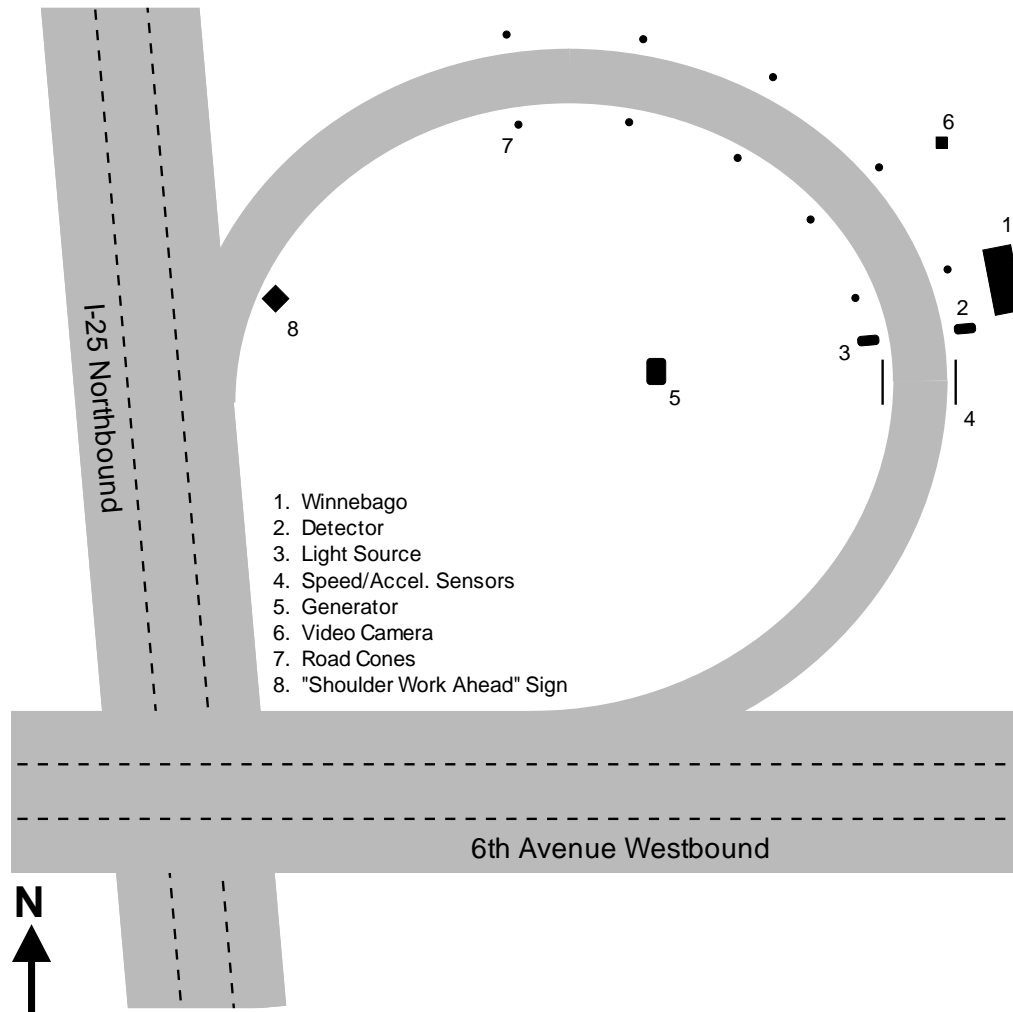 6
7
1
2
8
3
5
4
I-25 Northbound
1. Winnebago
2. Detector
3. Light Source
4. Speed/Accel. Sensors
5. Generator
6. Video Camera
7. Road Cones
8. "Shoulder Work Ahead" Sign
6th Avenue Westbound
N